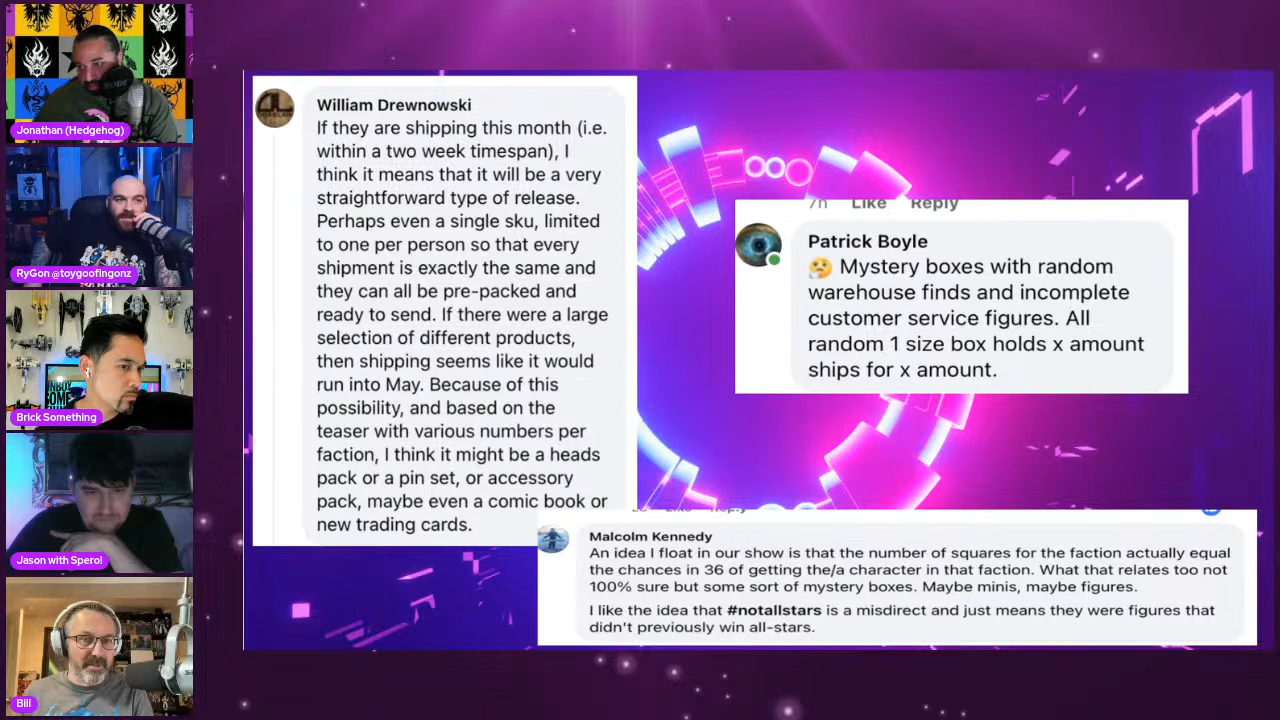 Jonathan (Hedgehog)
RyGon @toygoofingonz
Brick Something
Jason with Sperol
Bill
William Drewnowski
If they are shipping this month (i.e.
within a two week timespan), I
think it means that it will be a very
straightforward type of release.
Perhaps even a single sku, limited
to one per person so that every
shipment is exactly the same and
they can all be pre-packed and
ready to send. If there were a large
selection of different products,
then shipping seems like it would
run into May. Because of this
possibility, and based on the
teaser with various numbers per
faction, I think it might be a heads
pack or a pin set, or accessory
pack, maybe even a comic book or
new trading cards.
7h Like Reply
Patrick Boyle
🤔 Mystery boxes with random
warehouse finds and incomplete
customer service figures. All
random 1 size box holds x amount
ships for x amount.
Like Reply
Malcolm Kennedy
An idea I float in our show is that the number of squares for the faction actually equal
the chances in 36 of getting the/a character in that faction. What that relates too not
100% sure but some sort of mystery boxes. Maybe minis, maybe figures.
I like the idea that #notallstars is a misdirect and just means they were figures that
didn't previously win all-stars.